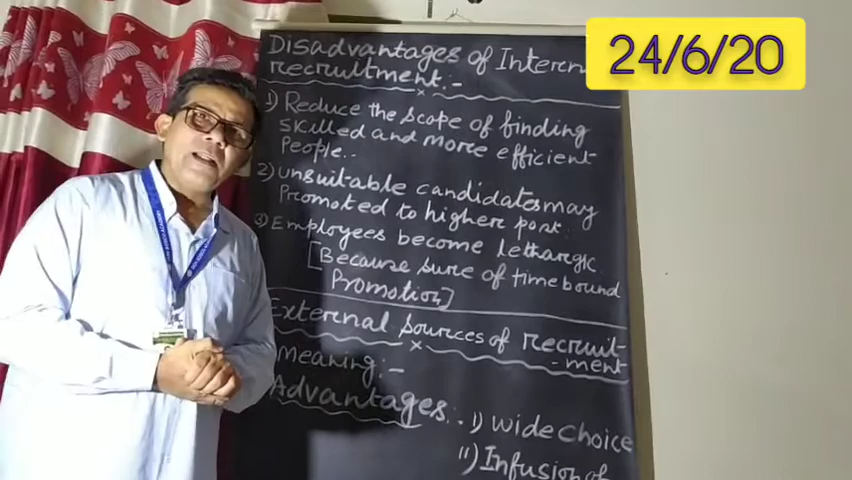 24/6/20
Disadvantages of Intern
recruitment :-
1) Reduce the Scope of finding
skilled and more efficient
People..
2) unsuitable candidates may
Promoted to higher post.
3) Employees become lethargic
[Because sure of time bound
Promotion]
External sources of recruit
-ment
Meaning :-
Advantages:. i) wide choice
ii) Infusion of